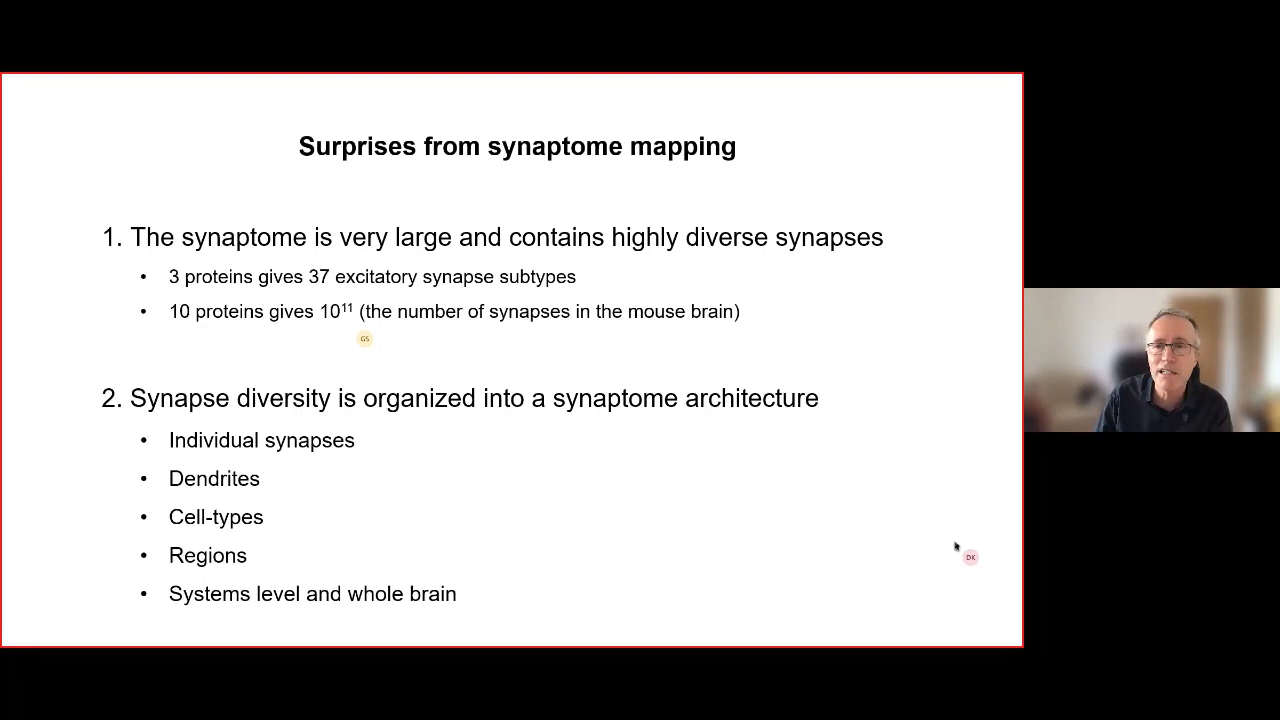 Surprises from synaptome mapping
1. The synaptome is very large and contains highly diverse synapses
• 3 proteins gives 37 excitatory synapse subtypes
• 10 proteins gives 10¹¹ (the number of synapses in the mouse brain)
GS
2. Synapse diversity is organized into a synaptome architecture
• Individual synapses
• Dendrites
• Cell-types
• Regions
DK
• Systems level and whole brain